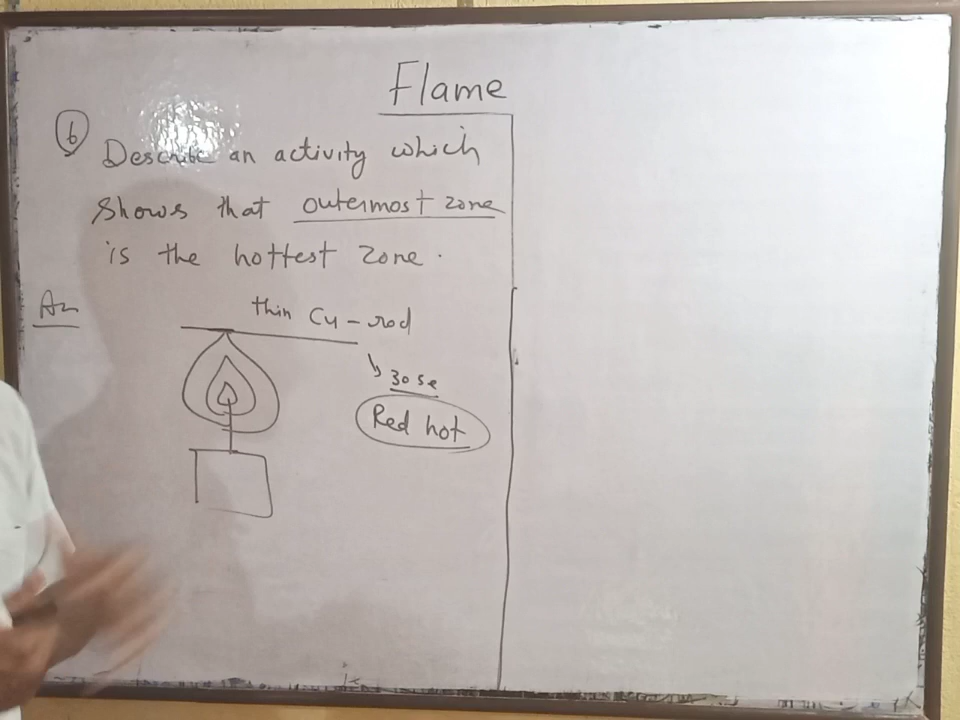 Flame
6 Describe an activity which
shows that outermost zone
is the hottest zone.
An
thin Cu-rod
30 se
Red hot